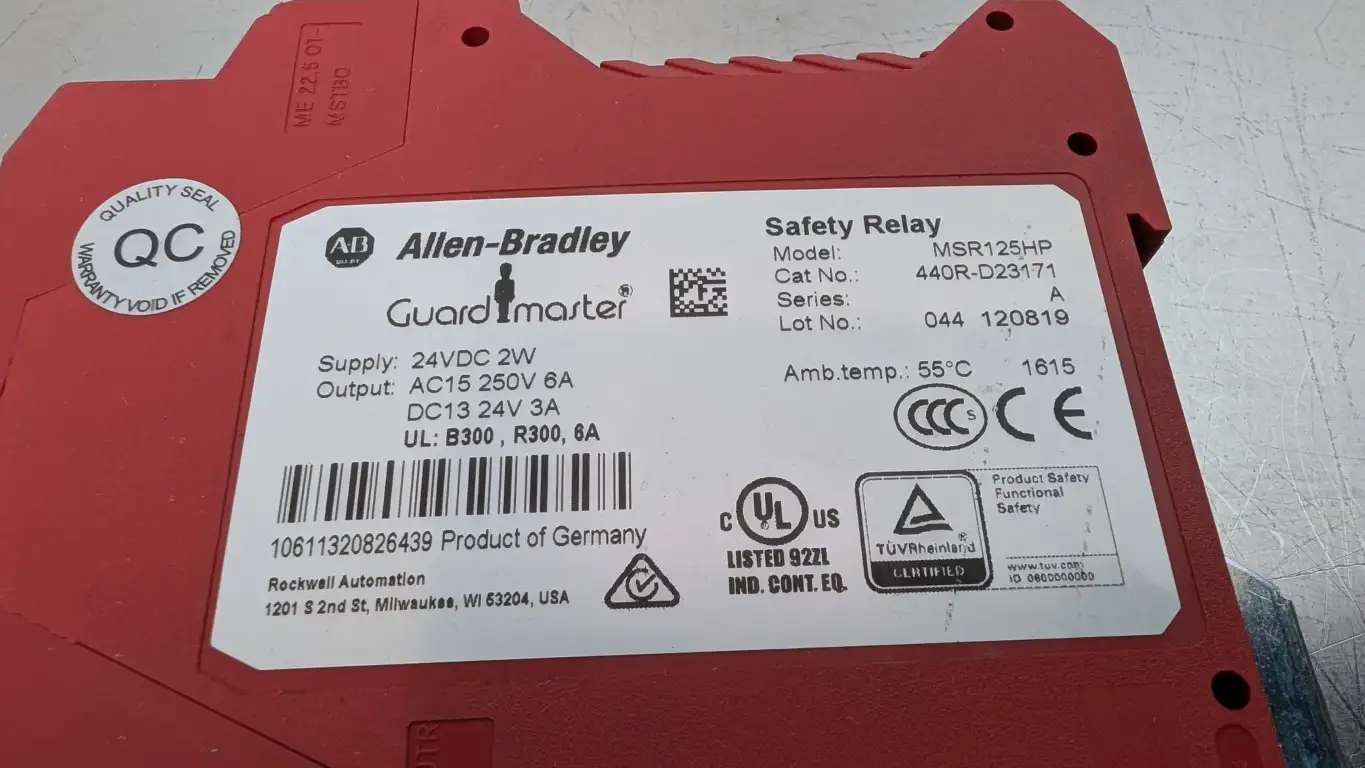 ME 22,5 OT-
MSTBO
QUALITY SEAL
QC
WARRANTY VOID IF REMOVED
AB
Allen-Bradley
Guardmaster®
Safety Relay
Model: MSR125HP
Cat No.: 440R-D23171
Series: A
Lot No.: 044 120819
Supply: 24VDC 2W
Output: AC15 250V 6A
DC13 24V 3A
UL: B300 , R300, 6A
Amb.temp.: 55°C 1615
CCC S CE
10611320826439 Product of Germany
Rockwell Automation
1201 S 2nd St, Milwaukee, WI 53204, USA
C UL US
LISTED 92ZL
IND. CONT. EQ.
TÜVRheinland®
CERTIFIED
Product Safety
Functional
Safety
www.tuv.com
ID 0600000000
UTR